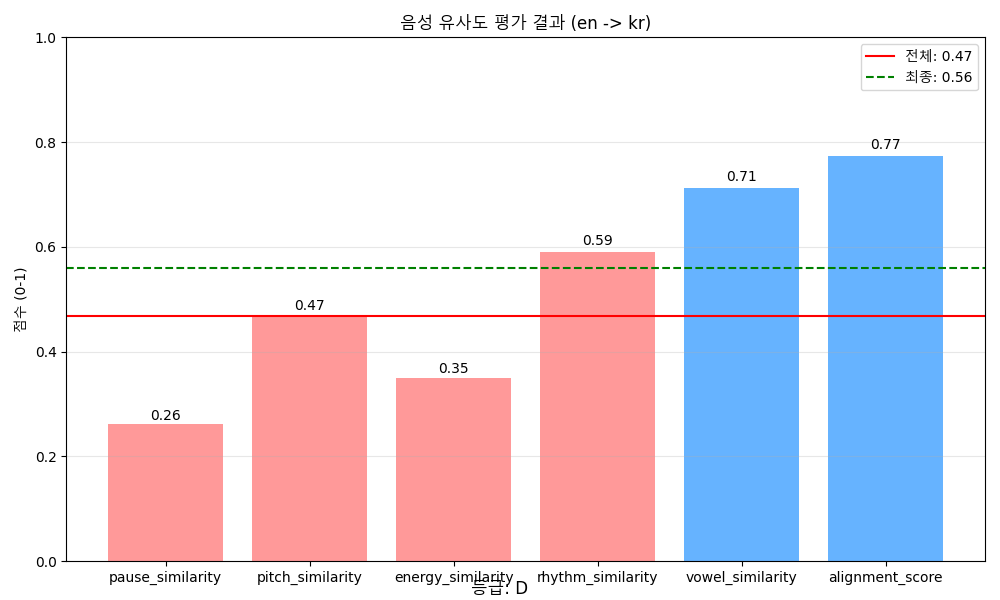 음성 유사도 평가 결과 (en -> kr)
전체: 0.47
최종: 0.56
점수 (0-1)
1.0
0.8
0.6
0.4
0.2
0.0
0.26
0.47
0.35
0.59
0.71
0.77
pause_similarity
pitch_similarity
energy_similarity
rhythm_similarity
vowel_similarity
alignment_score
등급: D